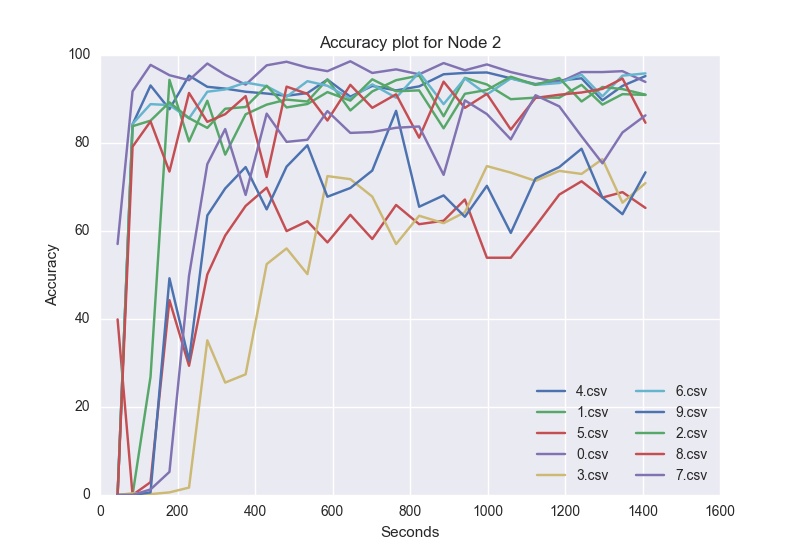 Accuracy plot for Node 2
100
80
60
40
20
0
Accuracy
4.csv 6.csv
1.csv 9.csv
5.csv 2.csv
0.csv 8.csv
3.csv 7.csv
0 200 400 600 800 1000 1200 1400 1600
Seconds